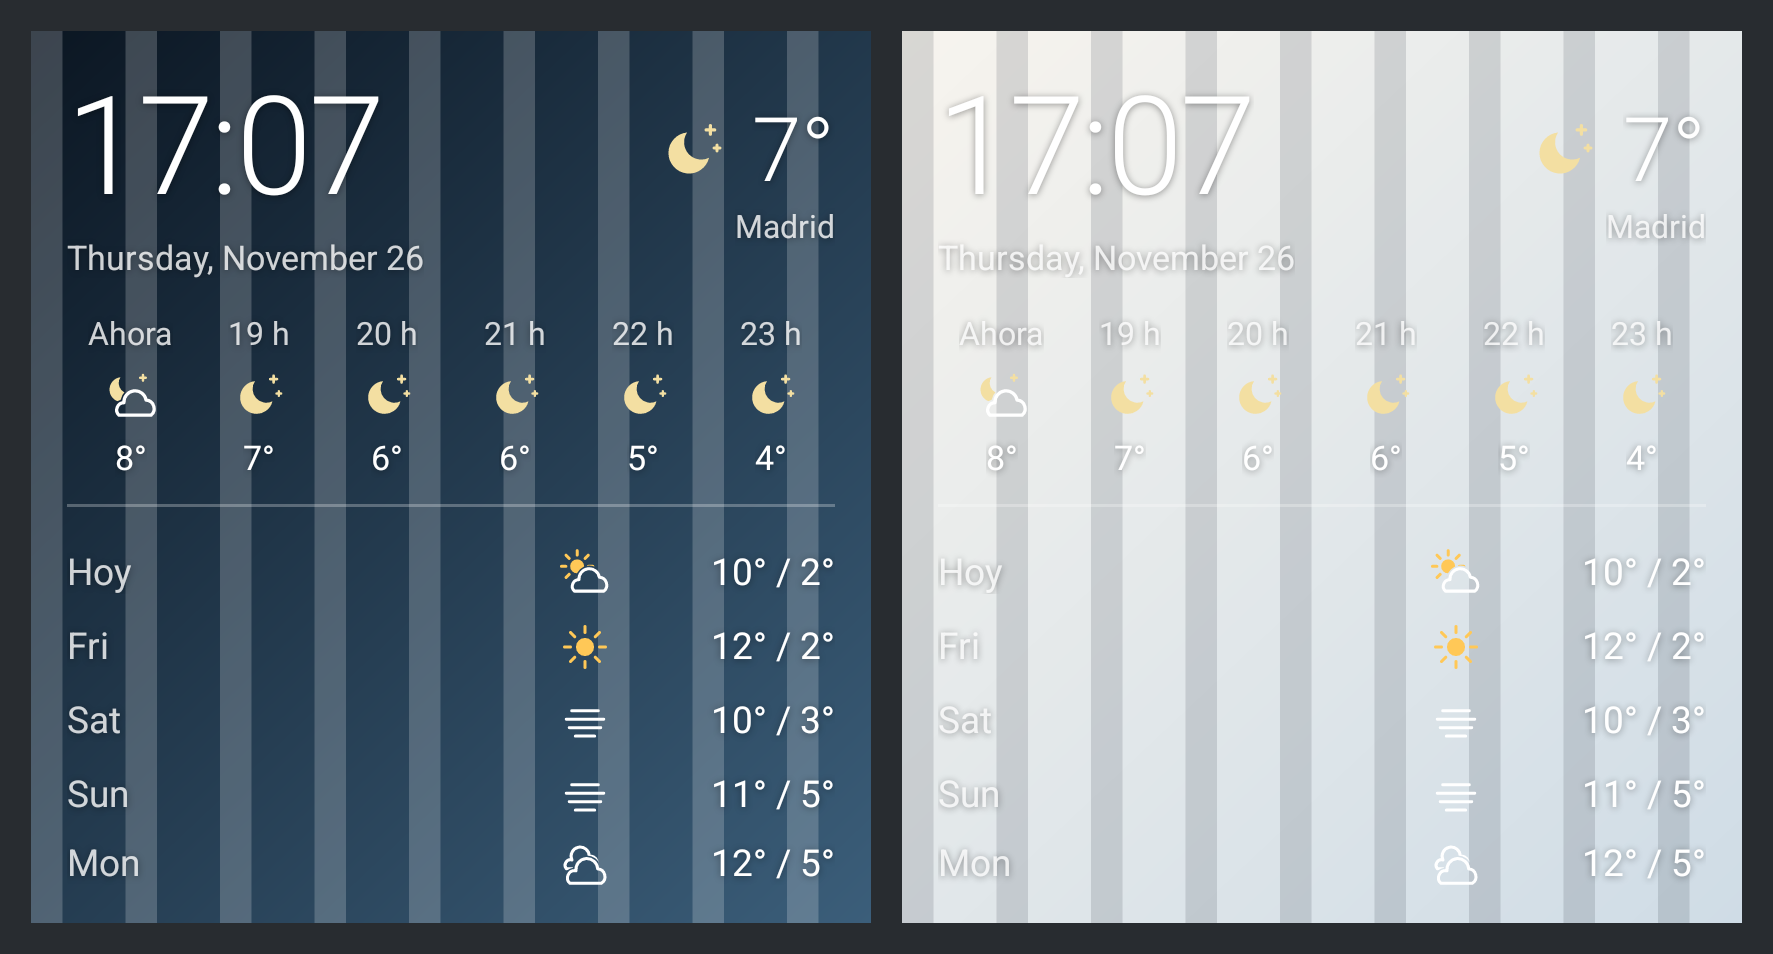 17:07
7°
Madrid
Thursday, November 26
Ahora 19 h 20 h 21 h 22 h 23 h
8° 7° 6° 6° 5° 4°
Hoy 10° / 2°
Fri 12° / 2°
Sat 10° / 3°
Sun 11° / 5°
Mon 12° / 5°
17:07
7°
Madrid
Thursday, November 26
Ahora 19 h 20 h 21 h 22 h 23 h
8° 7° 6° 6° 5° 4°
Hoy 10° / 2°
Fri 12° / 2°
Sat 10° / 3°
Sun 11° / 5°
Mon 12° / 5°